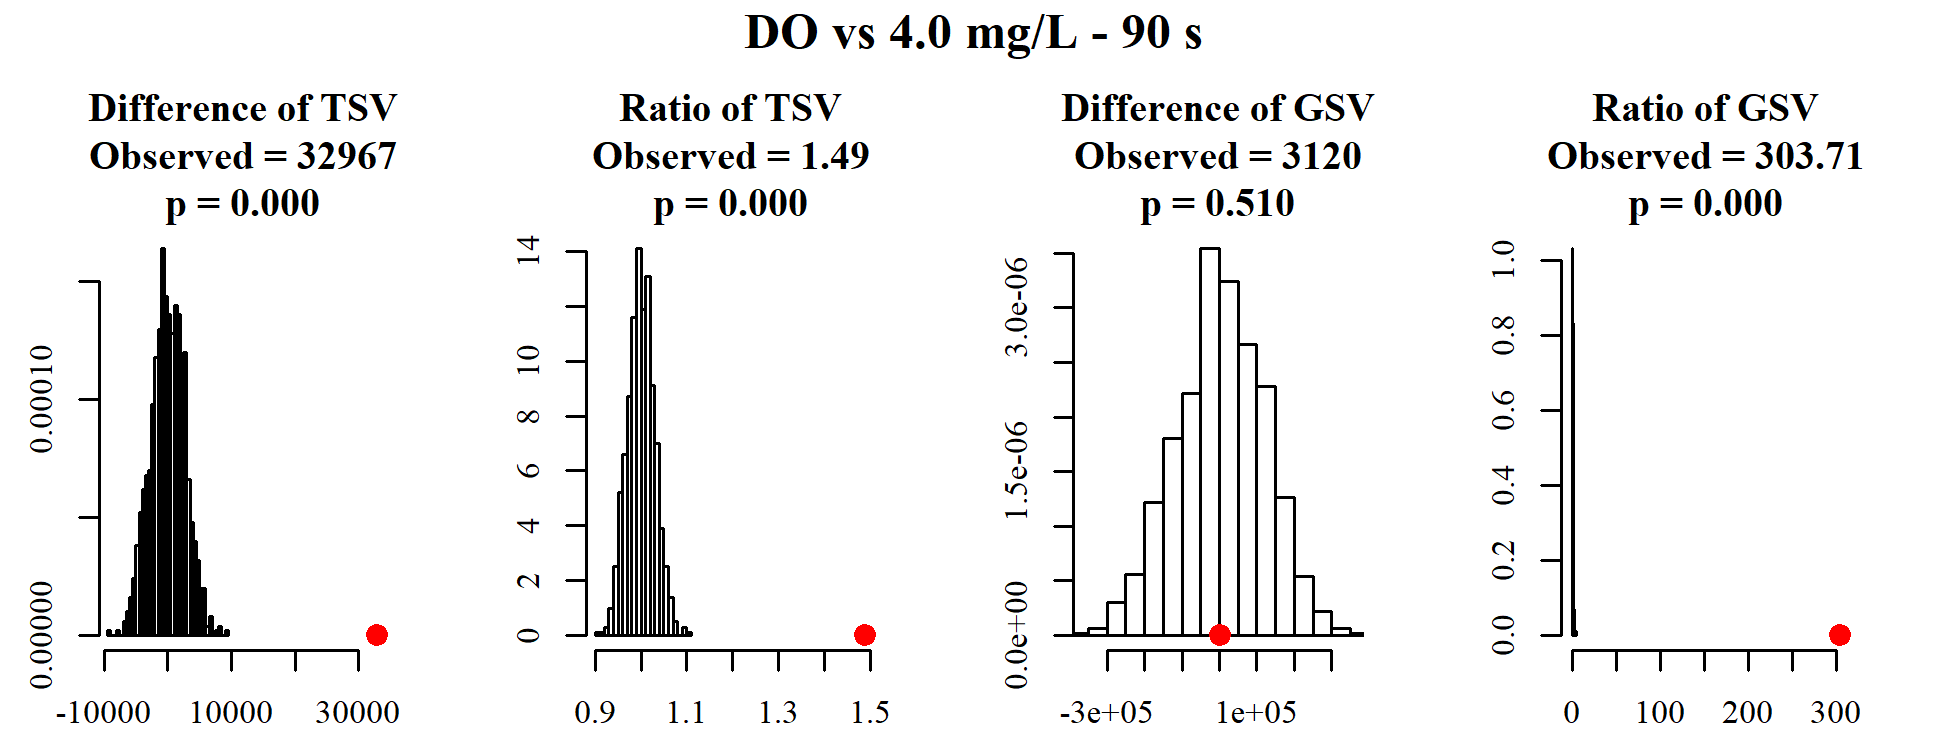 DO vs 4.0 mg/L - 90 s
Difference of TSV
Observed = 32967
p = 0.000
0.00000
0.00010
-10000
10000
30000
Ratio of TSV
Observed = 1.49
p = 0.000
0
2
4
6
8
10
14
0.9
1.1
1.3
1.5
Difference of GSV
Observed = 3120
p = 0.510
0.0e+00
1.5e-06
3.0e-06
-3e+05
1e+05
Ratio of GSV
Observed = 303.71
p = 0.000
0.0
0.2
0.4
0.6
0.8
1.0
0
100
200
300